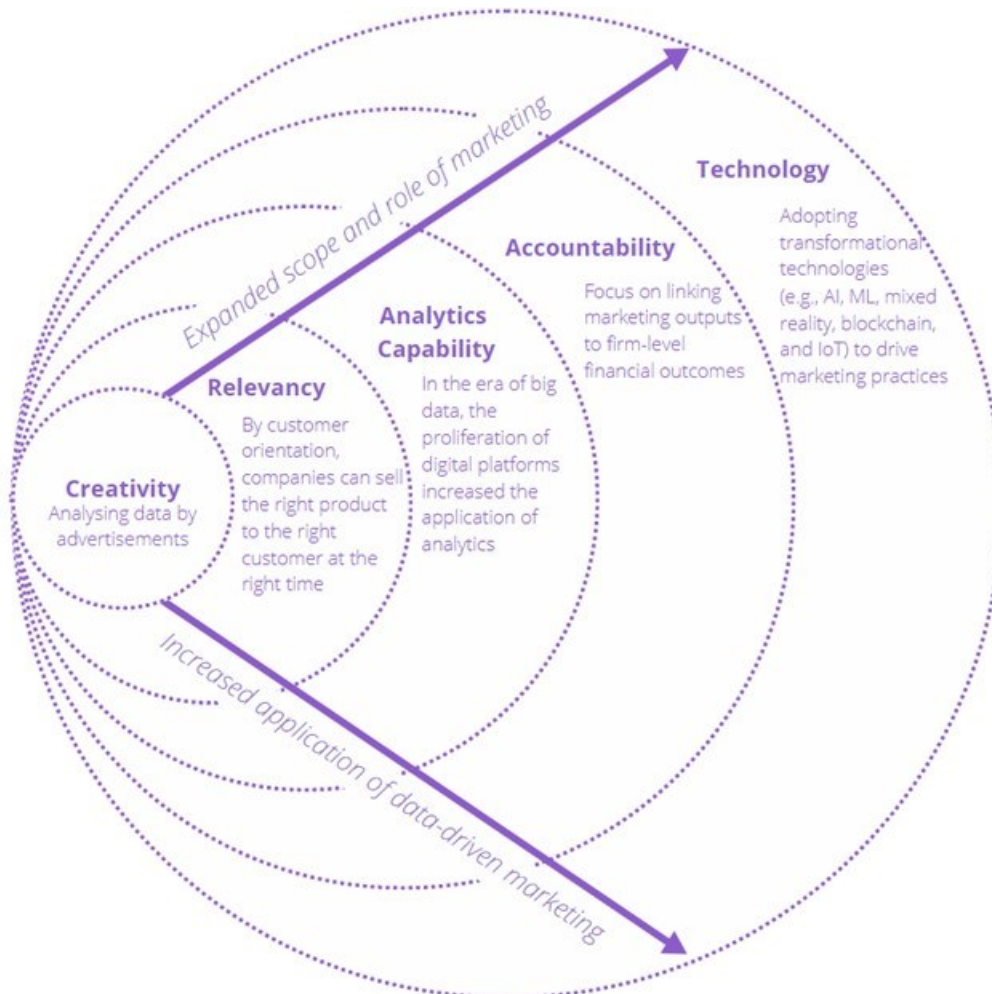 Expanded scope and role of marketing
Technology
Adopting
transformational
technologies
(e.g., AI, ML, mixed
reality, blockchain,
and IoT) to drive
marketing practices
Accountability
Focus on linking
marketing outputs
to firm-level
financial outcomes
Analytics
Capability
In the era of big
data, the
proliferation of
digital platforms
increased the
application of
analytics
Relevancy
By customer
orientation,
companies can sell
the right product
to the right
customer at the
right time
Creativity
Analysing data by
advertisements
Increased application of data-driven marketing